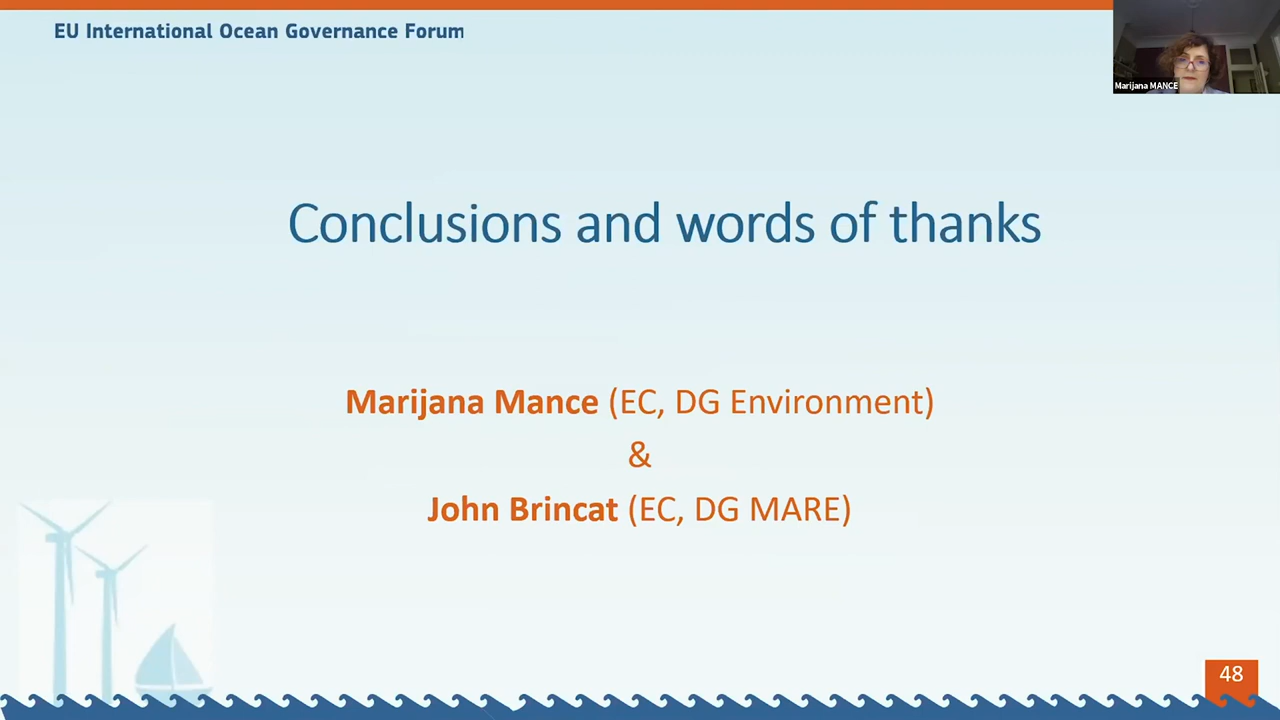 EU International Ocean Governance Forum
Marijana MANCE
Conclusions and words of thanks
Marijana Mance (EC, DG Environment)
&
John Brincat (EC, DG MARE)
48